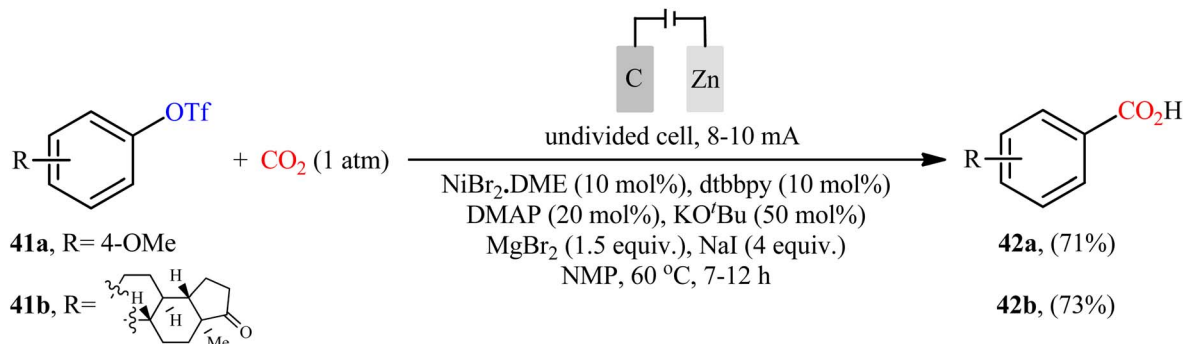 C
Zn
OTf
R
+ CO₂ (1 atm)
undivided cell, 8-10 mA
NiBr₂.DME (10 mol%), dtbbpy (10 mol%)
DMAP (20 mol%), KOᵗBu (50 mol%)
MgBr₂ (1.5 equiv.), NaI (4 equiv.)
NMP, 60 °C, 7-12 h
R
CO₂H
41a, R= 4-OMe
42a, (71%)
41b, R=
H
H
H
Me
O
42b, (73%)